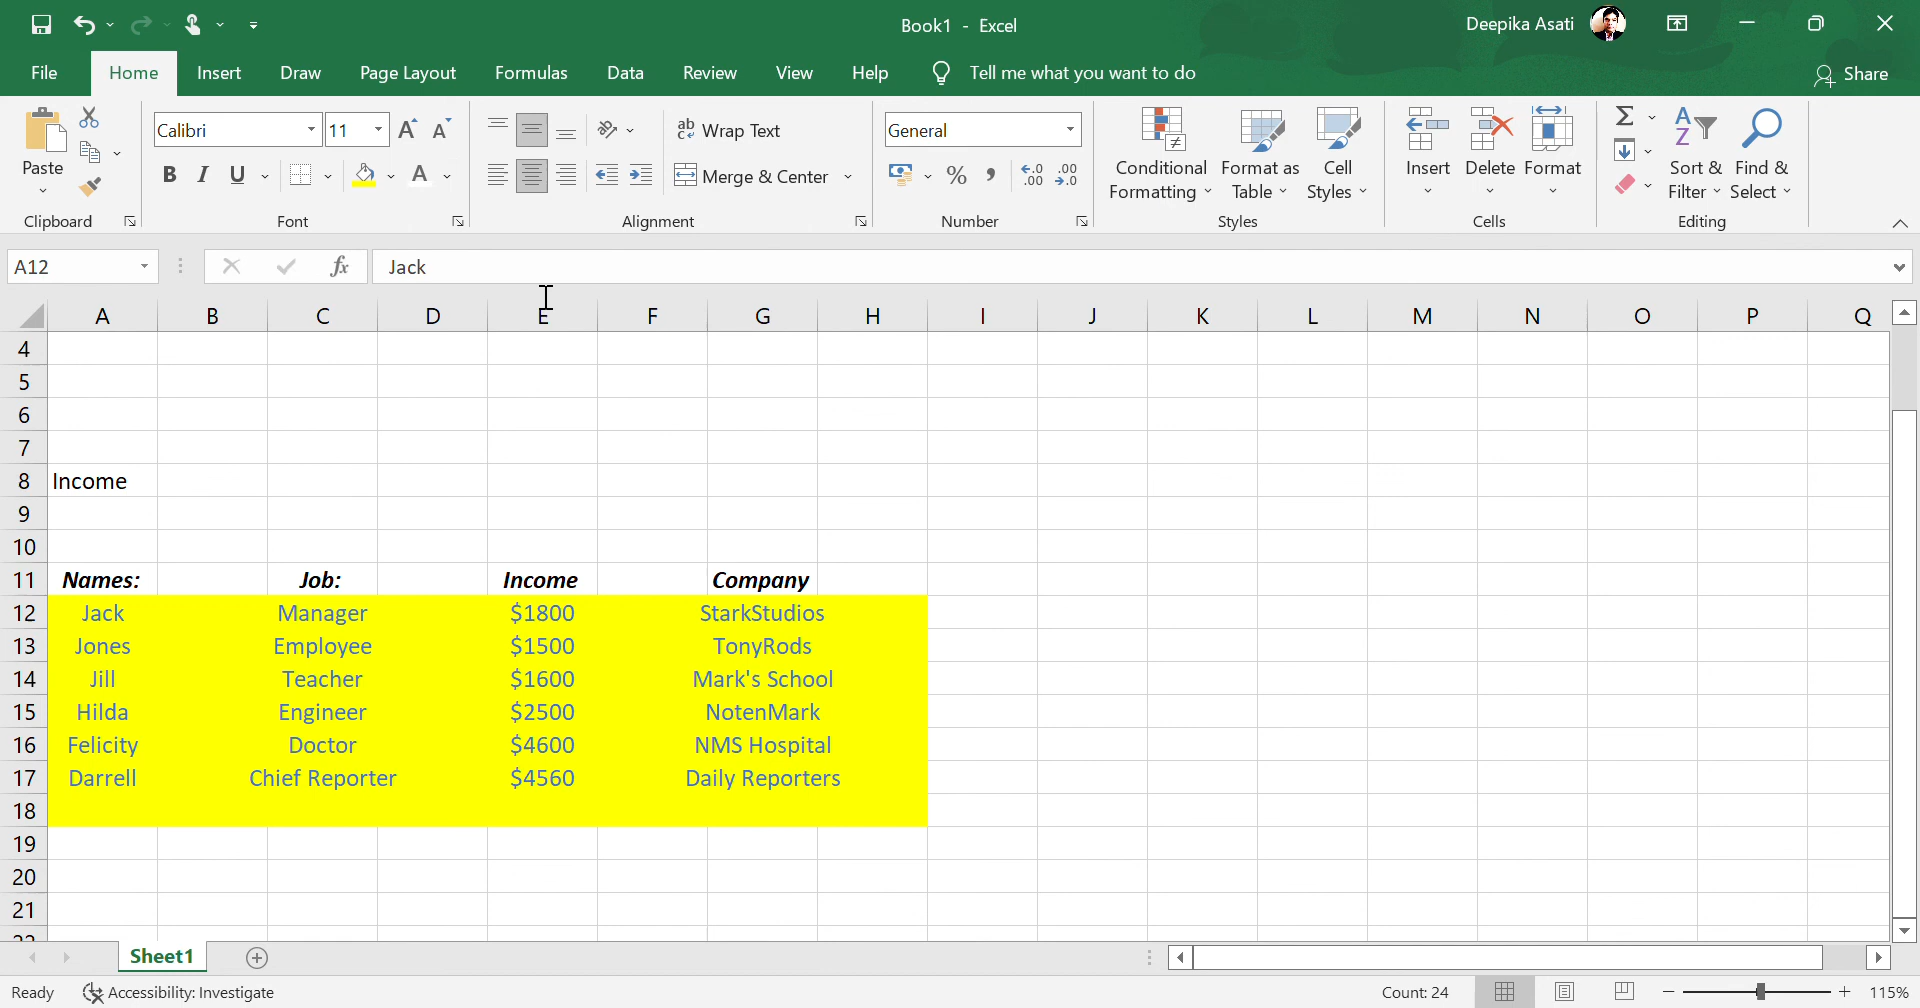 Book1 - Excel
Deepika Asati
File Home Insert Draw Page Layout Formulas Data Review View Help Tell me what you want to do
Share
Paste
Clipboard
Calibri 11
B I U A
Font
Wrap Text
Merge & Center
Alignment
General
% ,
Number
Conditional Formatting
Format as Table
Cell Styles
Styles
Insert Delete Format
Cells
Sort & Filter
Find & Select
Editing
A12 fx Jack
A B C D E F G H I J K L M N O P Q
4
5
6
7
8 Income
9
10
11 Names: Job: Income Company
12 Jack Manager $1800 StarkStudios
13 Jones Employee $1500 TonyRods
14 Jill Teacher $1600 Mark's School
15 Hilda Engineer $2500 NotenMark
16 Felicity Doctor $4600 NMS Hospital
17 Darrell Chief Reporter $4560 Daily Reporters
18
19
20
21
22
Sheet1
Ready Accessibility: Investigate Count: 24 115%